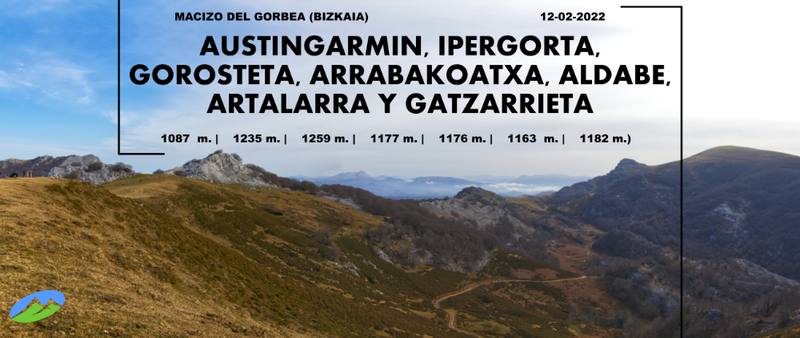 MACIZO DEL GORBEA (BIZKAIA) 12-02-2022
AUSTINGARMIN, IPERGORTA,
GOROSTETA, ARRABAKOATXA, ALDABE,
ARTALARRA Y GATZARRIETA
1087 m. | 1235 m. | 1259 m. | 1177 m. | 1176 m. | 1163 m. | 1182 m.)